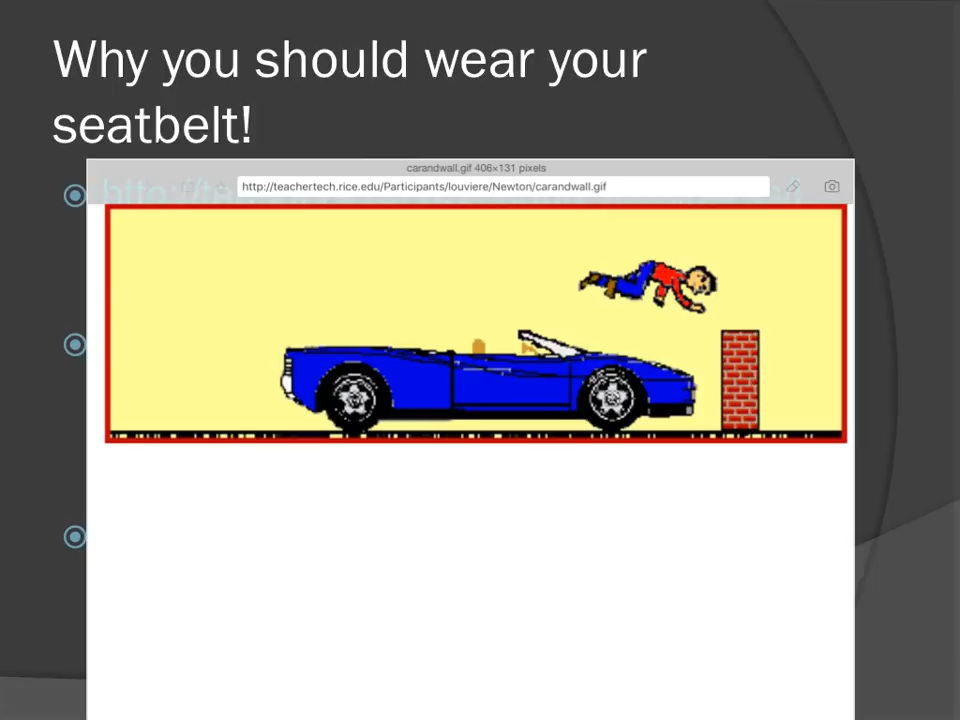 Why you should wear your
seatbelt!
carandwall.gif 406×131 pixels
http://teachertech.rice.edu/Participants/louviere/Newton/carandwall.gif